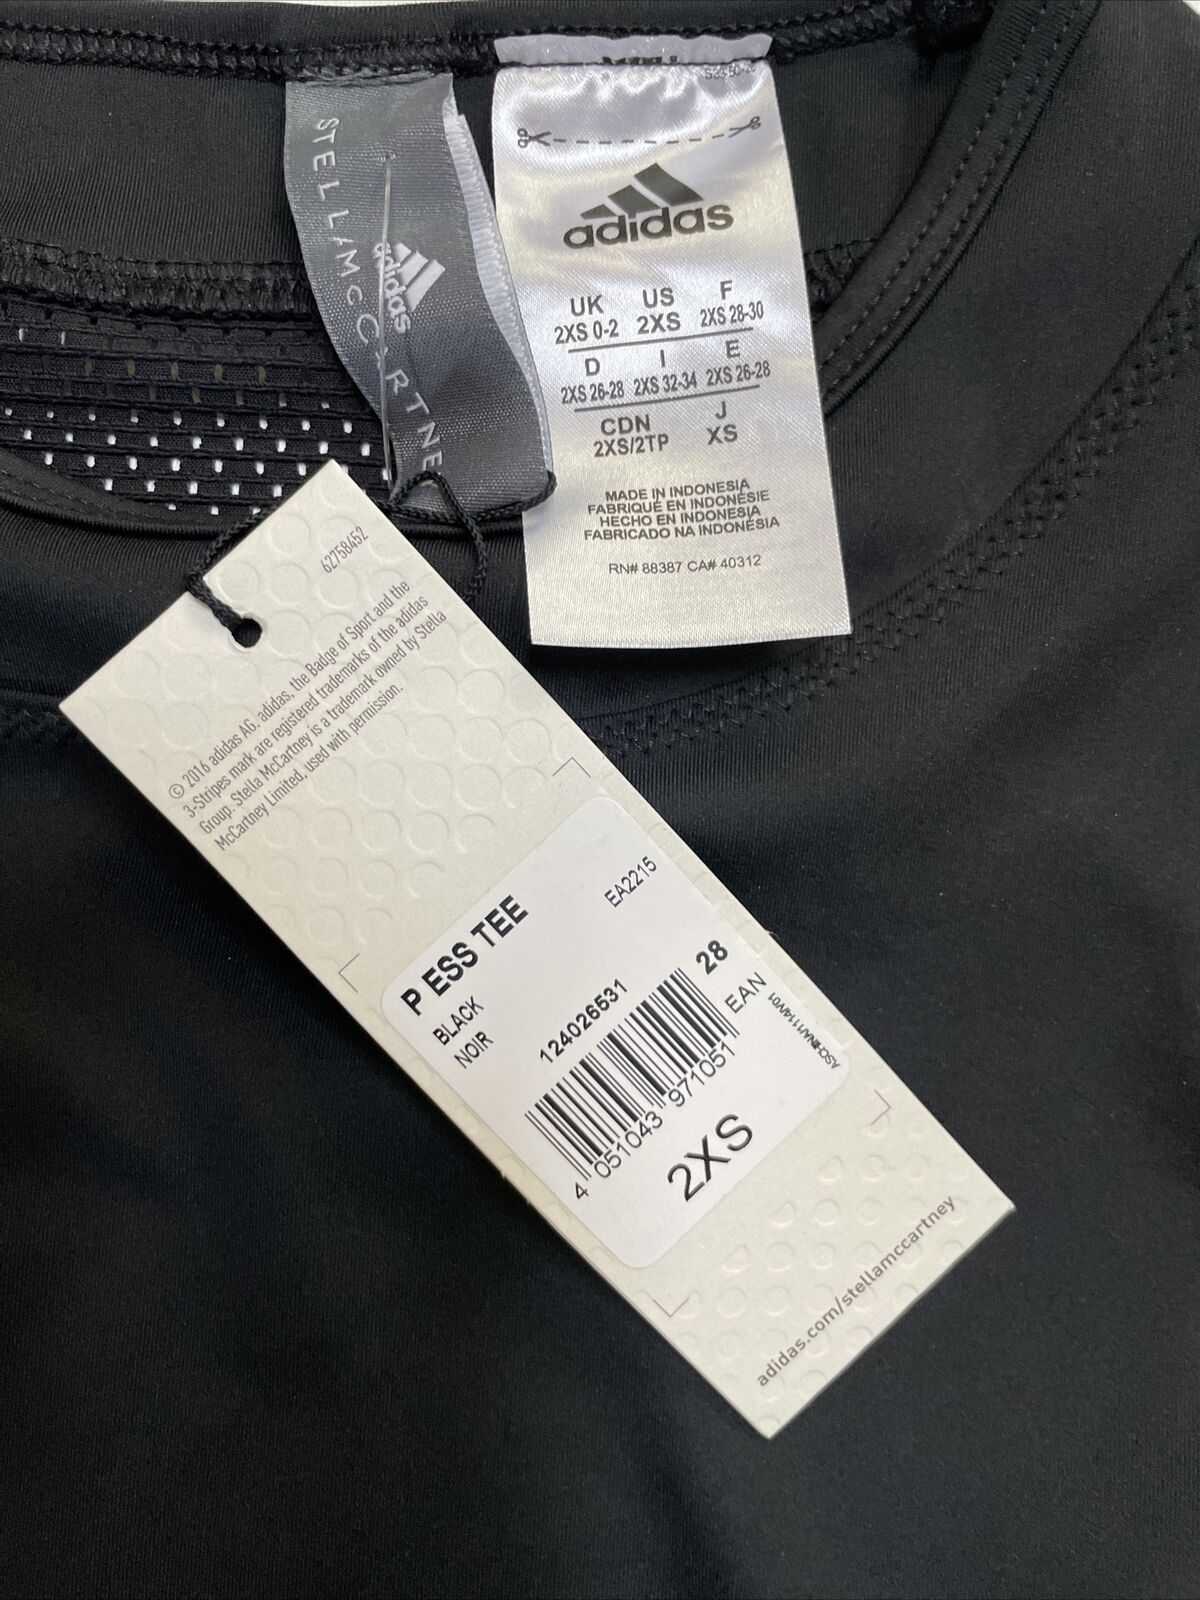 STELLA McCARTNE
adidas
adidas
UK US F
2XS 0-2 2XS 2XS 28-30
D I E
2XS 26-28 2XS 32-34 2XS 26-28
CDN J
2XS/2TP XS
MADE IN INDONESIA
FABRIQUÉ EN INDONÉSIE
HECHO EN INDONESIA
FABRICADO NA INDONÉSIA
RN# 88387 CA# 40312
62758452
© 2016 adidas AG. adidas, the Badge of Sport and the
3-Stripes mark are registered trademarks of the adidas
Group. Stella McCartney is a trademark owned by Stella
McCartney Limited, used with permission.
P ESS TEE
EA2215
BLACK
NOIR
124026531
28
EAN
4 051043 971051
2XS
adidas.com/stellamccartney